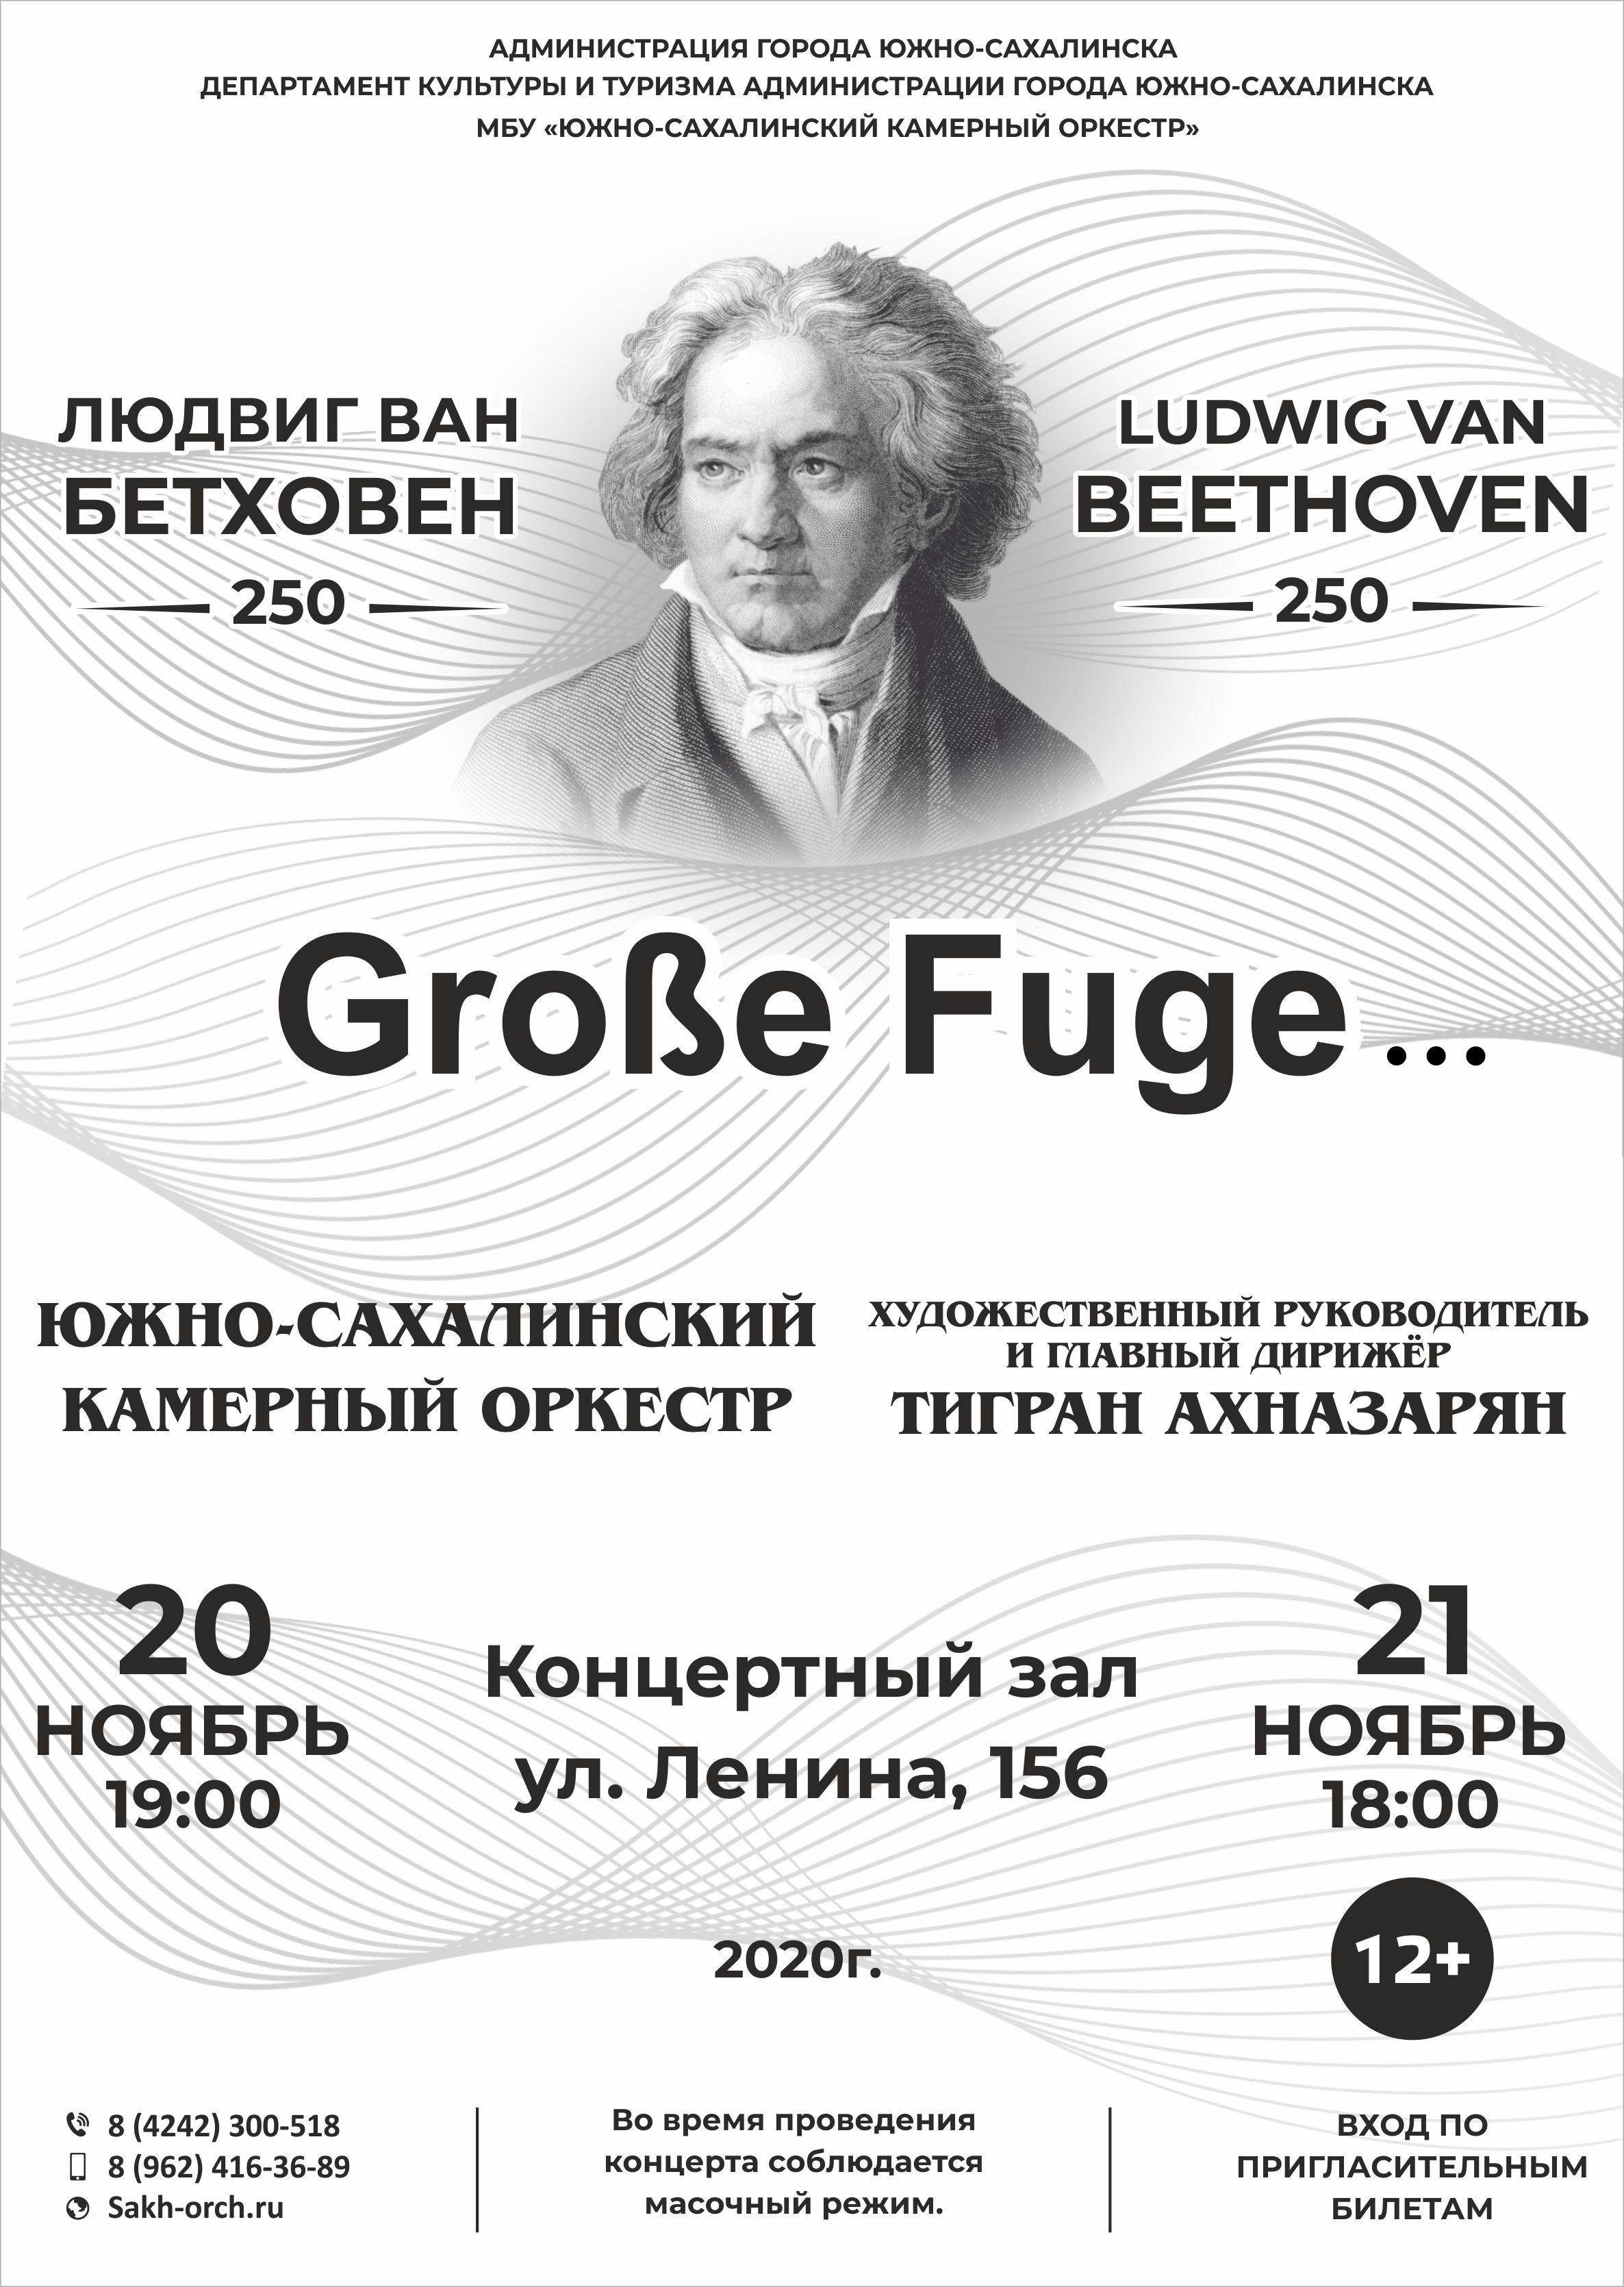 АДМИНИСТРАЦИЯ ГОРОДА ЮЖНО-САХАЛИНСКА
ДЕПАРТАМЕНТ КУЛЬТУРЫ И ТУРИЗМА АДМИНИСТРАЦИИ ГОРОДА ЮЖНО-САХАЛИНСКА
МБУ «ЮЖНО-САХАЛИНСКИЙ КАМЕРНЫЙ ОРКЕСТР»
ЛЮДВИГ ВАН
БЕТХОВЕН
250
LUDWIG VAN
BEETHOVEN
250
Große Fuge...
ЮЖНО-САХАЛИНСКИЙ
КАМЕРНЫЙ ОРКЕСТР
ХУДОЖЕСТВЕННЫЙ РУКОВОДИТЕЛЬ
И ГЛАВНЫЙ ДИРИЖЁР
ТИГРАН АХНАЗАРЯН
20
НОЯБРЬ
19:00
Концертный зал
ул. Ленина, 156
21
НОЯБРЬ
18:00
2020г.
12+
8 (4242) 300-518
8 (962) 416-36-89
Sakh-orch.ru
Во время проведения
концерта соблюдается
масочный режим.
ВХОД ПО
ПРИГЛАСИТЕЛЬНЫМ
БИЛЕТАМ